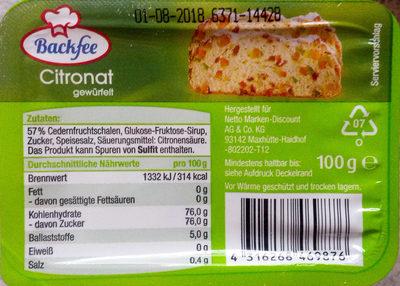 01-08-2018 6371-14428
Backfee
Citronat
gewürfelt
Serviervorschlag
Zutaten:
57% Cedernfruchtschalen, Glukose-Fruktose-Sirup,
Zucker, Speisesalz, Säuerungsmittel: Citronensäure.
Das Produkt kann Spuren von Sulfit enthalten.
Durchschnittliche Nährwerte pro 100 g
Brennwert 1332 kJ / 314 kcal
Fett 0 g
- davon gesättigte Fettsäuren 0 g
Kohlenhydrate 76,0 g
- davon Zucker 76,0 g
Ballaststoffe 5,0 g
Eiweiß 0 g
Salz 0,4 g
Hergestellt für
Netto Marken-Discount
AG & Co. KG
93142 Maxhütte-Haidhof
-802202-T12
07
Mindestens haltbar bis:
siehe Aufdruck Deckelrand
100 g e
Vor Wärme geschützt und trocken lagern.
4 316268 469876